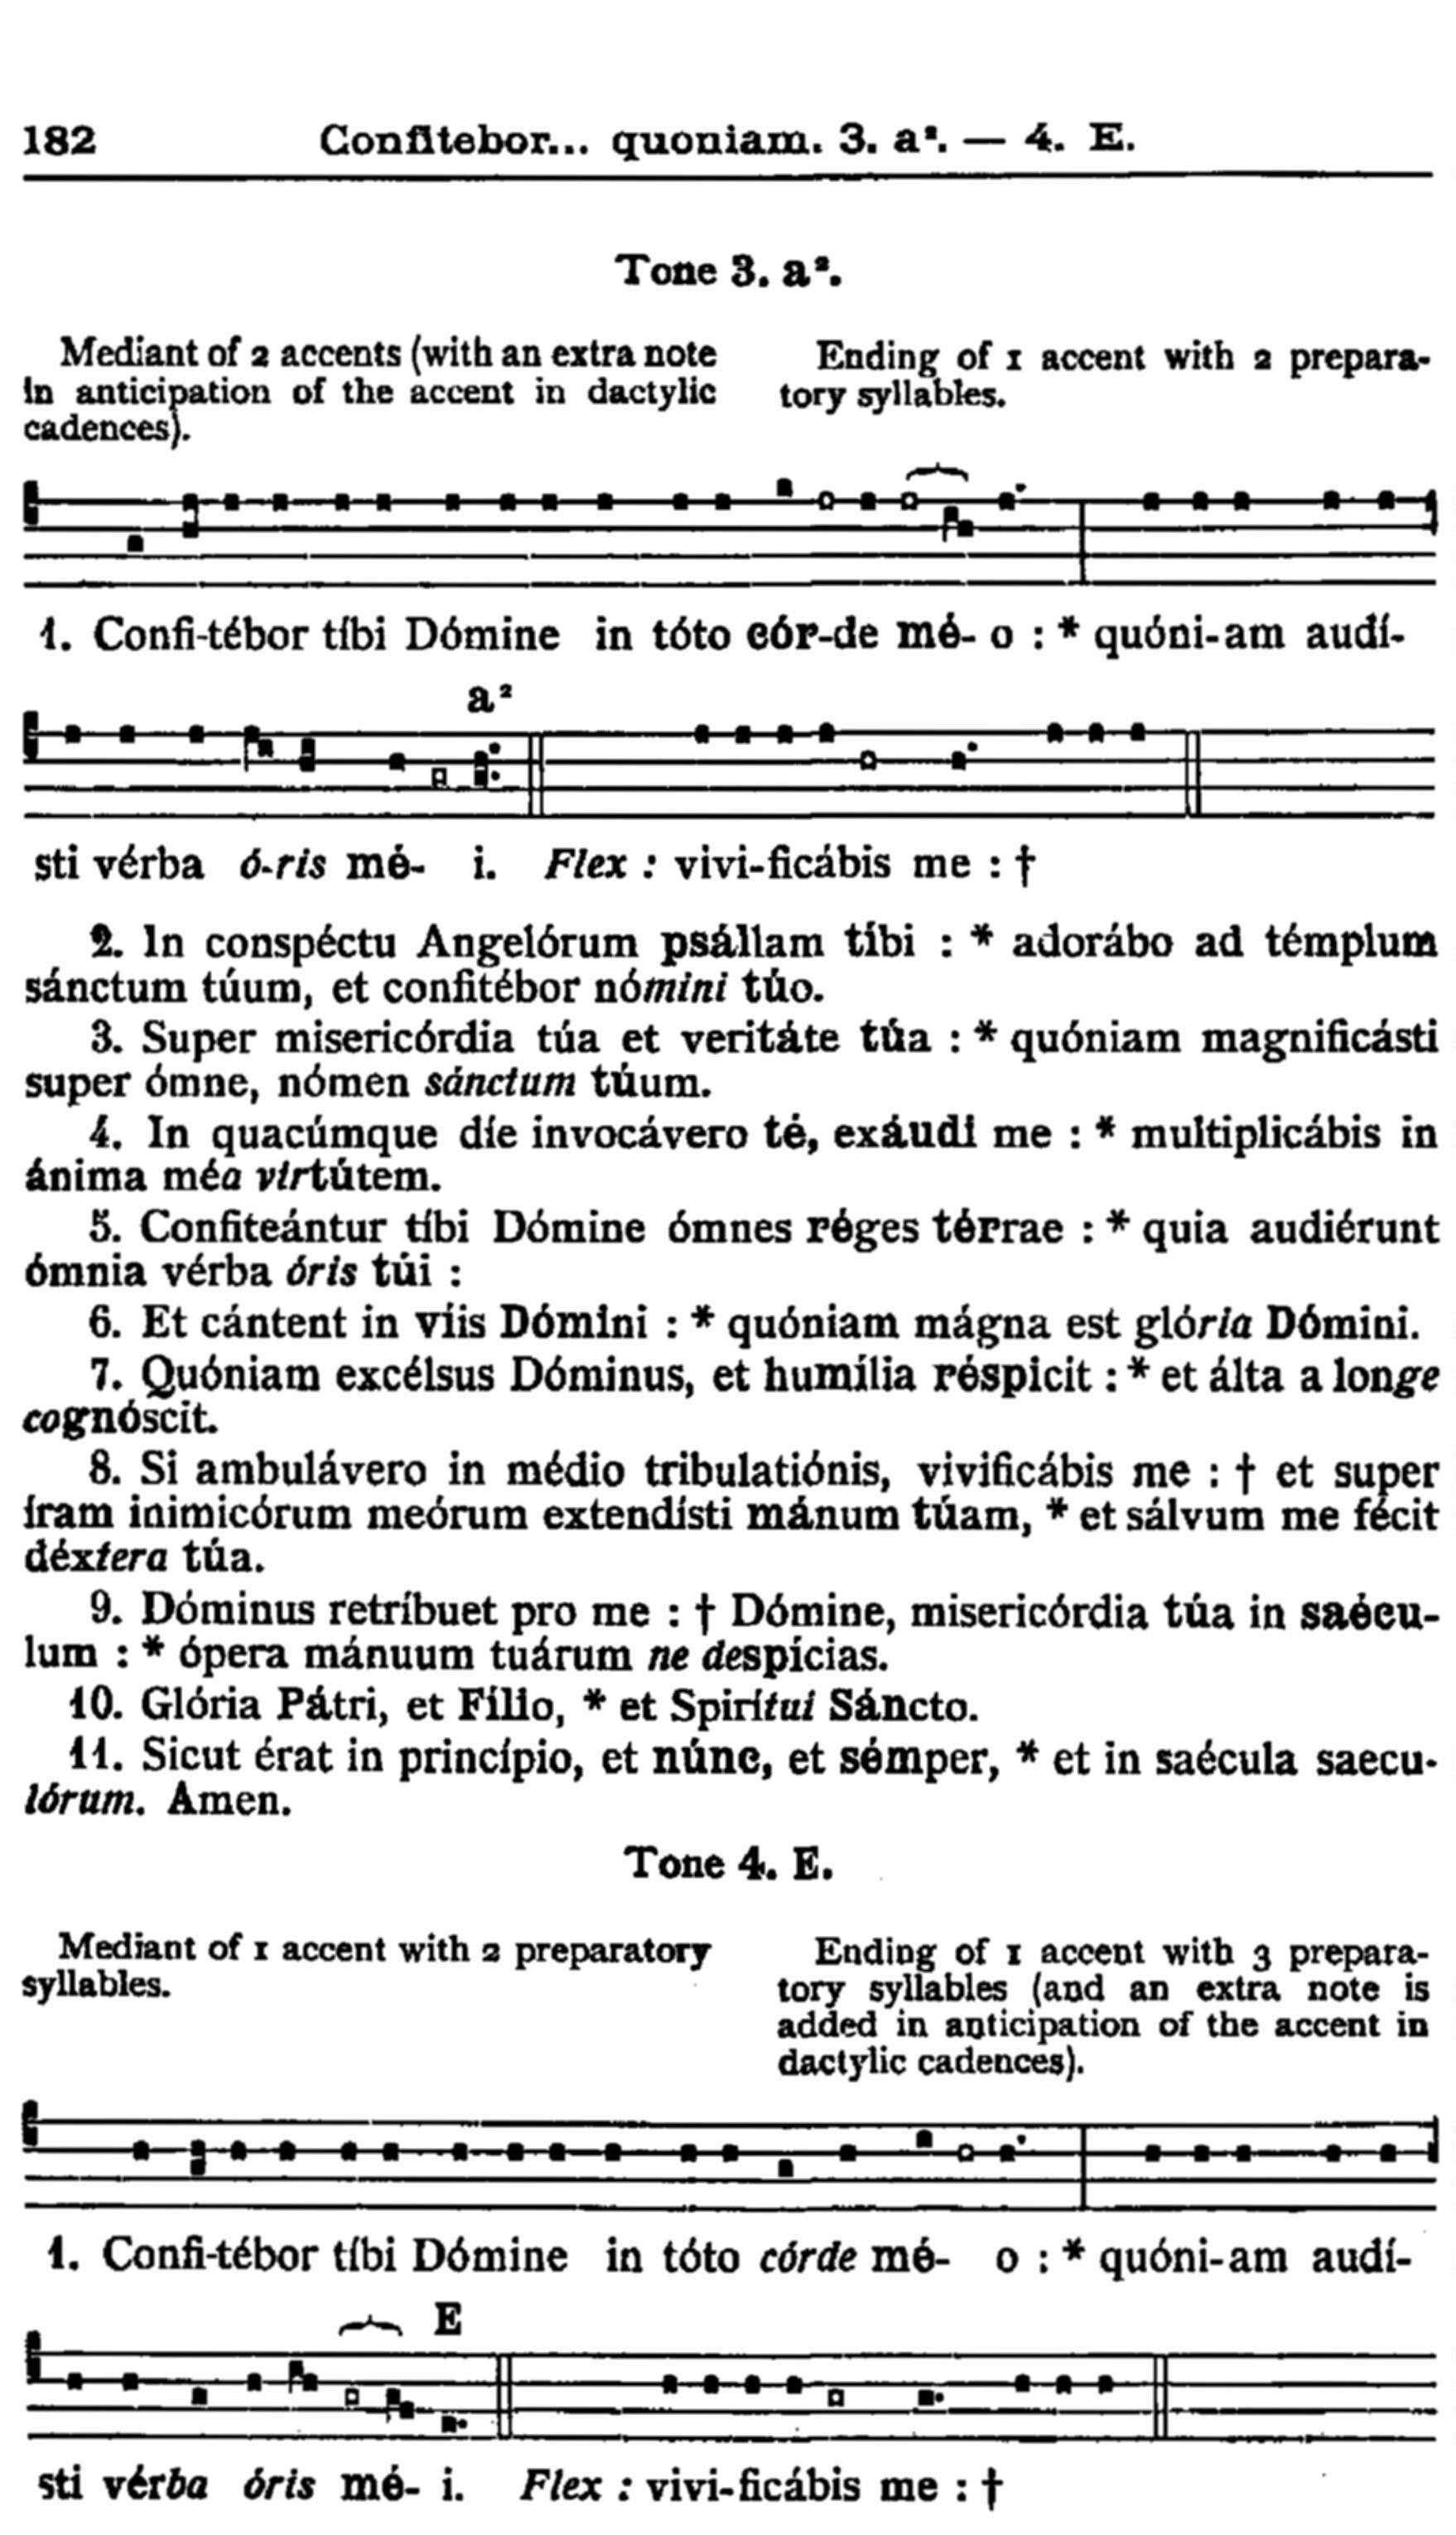 182 Confitebor... quoniam. 3. a². — 4. E.
Tone 3. a².
Mediant of 2 accents (with an extra note
in anticipation of the accent in dactylic
cadences).
Ending of 1 accent with 2 prepara-
tory syllables.
1. Confi-tébor tíbi Dómine in tóto cór-de mé- o : * quóni-am audí-
a²
sti vérba ó-ris mé- i. Flex : vivi-ficábis me : †
2. In conspéctu Angelórum psállam tíbi : * adorábo ad témplum
sánctum túum, et confitébor nómini túo.
3. Super misericórdia túa et veritáte túa : * quóniam magnificásti
super ómne, nómen sánctum túum.
4. In quacúmque díe invocávero té, exáudi me : * multiplicábis in
ánima méa virtútem.
5. Confiteántur tíbi Dómine ómnes réges térrae : * quia audiérunt
ómnia vérba óris túi :
6. Et cántent in víis Dómini : * quóniam mágna est glória Dómini.
7. Quóniam excélsus Dóminus, et humília réspicit : * et álta a longe
cognóscit.
8. Si ambulávero in médio tribulatiónis, vivificábis me : † et super
íram inimicórum meórum extendísti mánum túam, * et sálvum me fécit
déxtera túa.
9. Dóminus retríbuet pro me : † Dómine, misericórdia túa in saécu-
lum : * ópera mánuum tuárum ne despícias.
10. Glória Pátri, et Fílio, * et Spirítui Sáncto.
11. Sicut érat in princípio, et núnc, et sémper, * et in saécula saecu-
lórum. Amen.
Tone 4. E.
Mediant of 1 accent with 2 preparatory
syllables.
Ending of 1 accent with 3 prepara-
tory syllables (and an extra note is
added in anticipation of the accent in
dactylic cadences).
1. Confi-tébor tíbi Dómine in tóto córde mé- o : * quóni-am audí-
E
sti vérba óris mé- i. Flex : vivi-ficábis me : †